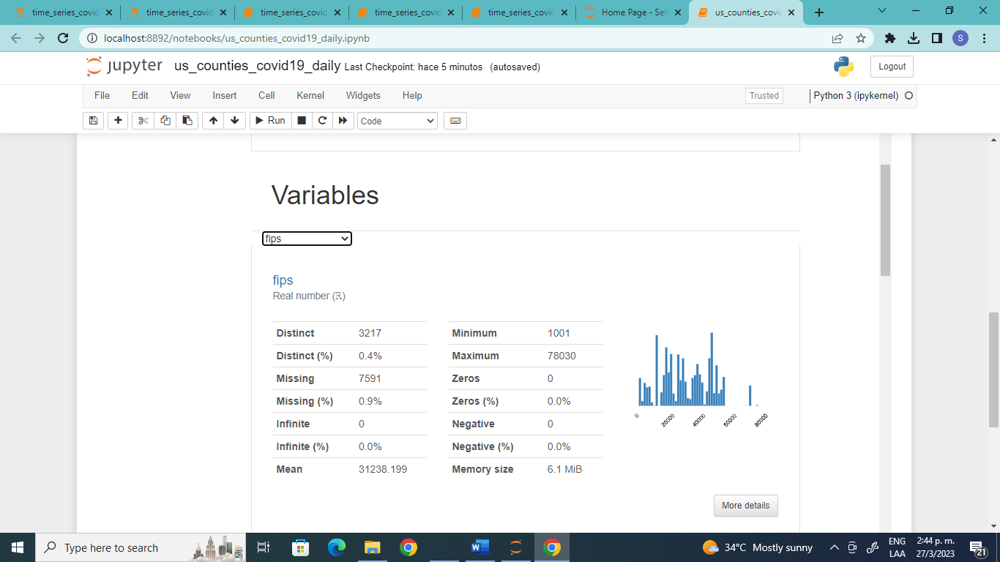 time_series_covid
time_series_covid
time_series_covid
time_series_covid
time_series_covid
Home Page - Sel
us_counties_covid
localhost:8892/notebooks/us_counties_covid19_daily.ipynb
S
jupyter us_counties_covid19_daily Last Checkpoint: hace 5 minutos (autosaved)
Logout
File Edit View Insert Cell Kernel Widgets Help
Trusted
Python 3 (ipykernel)
Run
Code
Variables
fips
fips
Real number (ℝ)
Distinct 3217
Distinct (%) 0.4%
Missing 7591
Missing (%) 0.9%
Infinite 0
Infinite (%) 0.0%
Mean 31238.199
Minimum 1001
Maximum 78030
Zeros 0
Zeros (%) 0.0%
Negative 0
Negative (%) 0.0%
Memory size 6.1 MiB
0 20000 40000 60000 80000
More details
Type here to search
34°C Mostly sunny
ENG
LAA
2:44 p. m.
27/3/2023
21